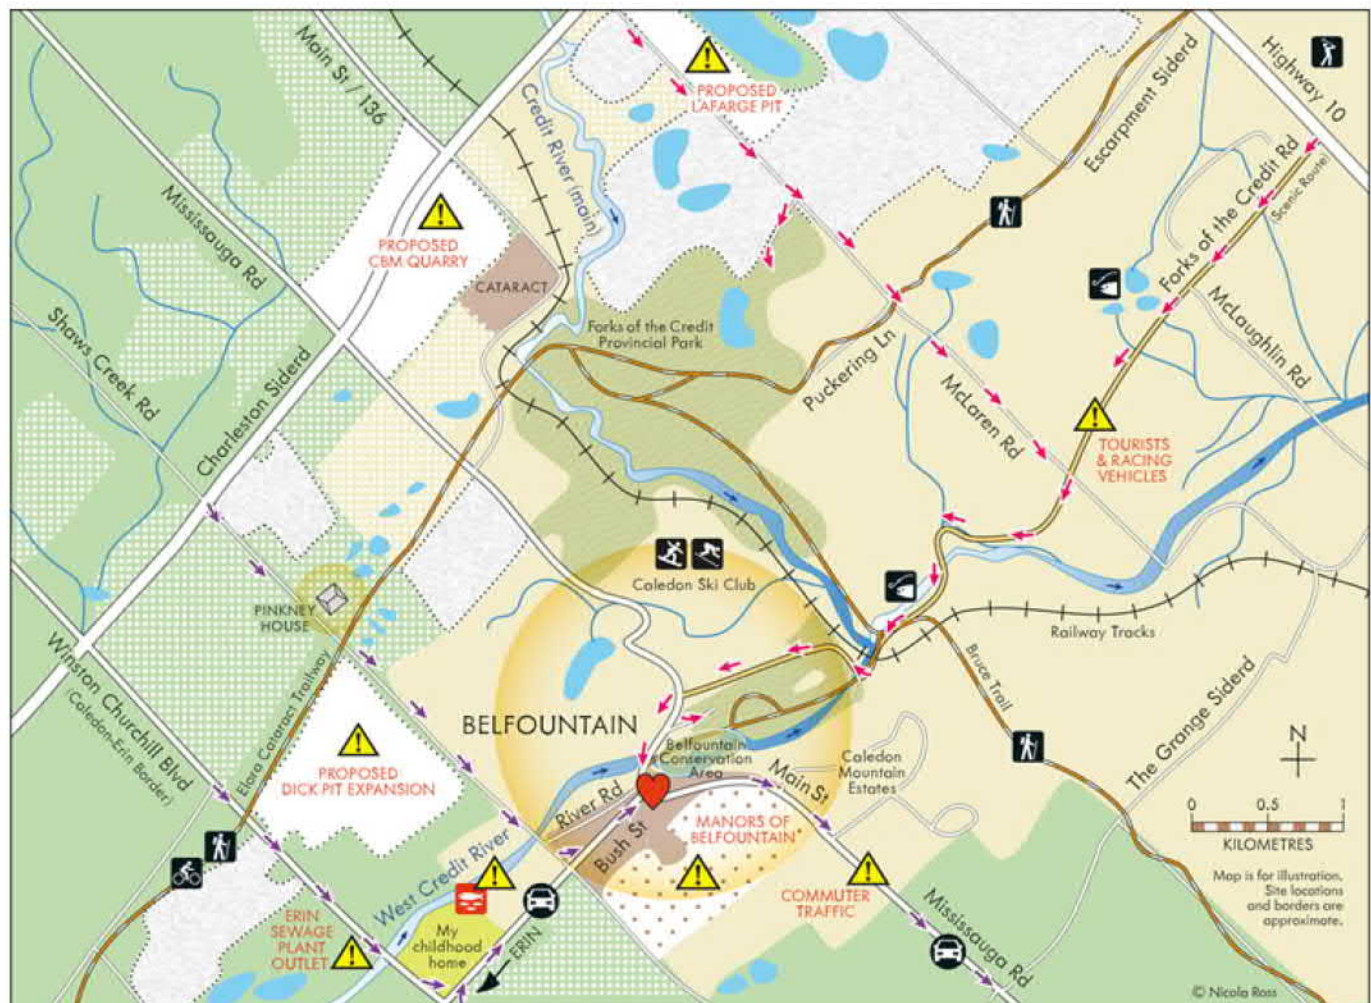 Main St / 136
Credit River (main)
PROPOSED
LAFARGE PIT
Escarpment Siderd
Highway 10
Mississauga Rd
PROPOSED
CBM QUARRY
Forks of the Credit Rd
(Scenic Route)
Shaws Creek Rd
CATARACT
Charleston Siderd
Forks of the Credit
Provincial Park
Puckering Ln
McLaughlin Rd
McLaren Rd
TOURISTS
& RACING
VEHICLES
Caledon Ski Club
PINKNEY
HOUSE
Railway Tracks
Winston Churchill Blvd
(Caledon-Erin Border)
Elora Cataract Trailway
BELFOUNTAIN
Bruce Trail
The Grange Siderd
N
PROPOSED
DICK PIT EXPANSION
Belfountain
Conservation
Area
Main St
Caledon
Mountain
Estates
River Rd
Bush St
MANORS OF
BELFOUNTAIN
0 0.5 1
KILOMETRES
Map is for illustration.
Site locations
and borders are
approximate.
West Credit River
COMMUTER
TRAFFIC
Mississauga Rd
ERIN
SEWAGE
PLANT
OUTLET
My
childhood
home
ERIN
© Nicola Ross